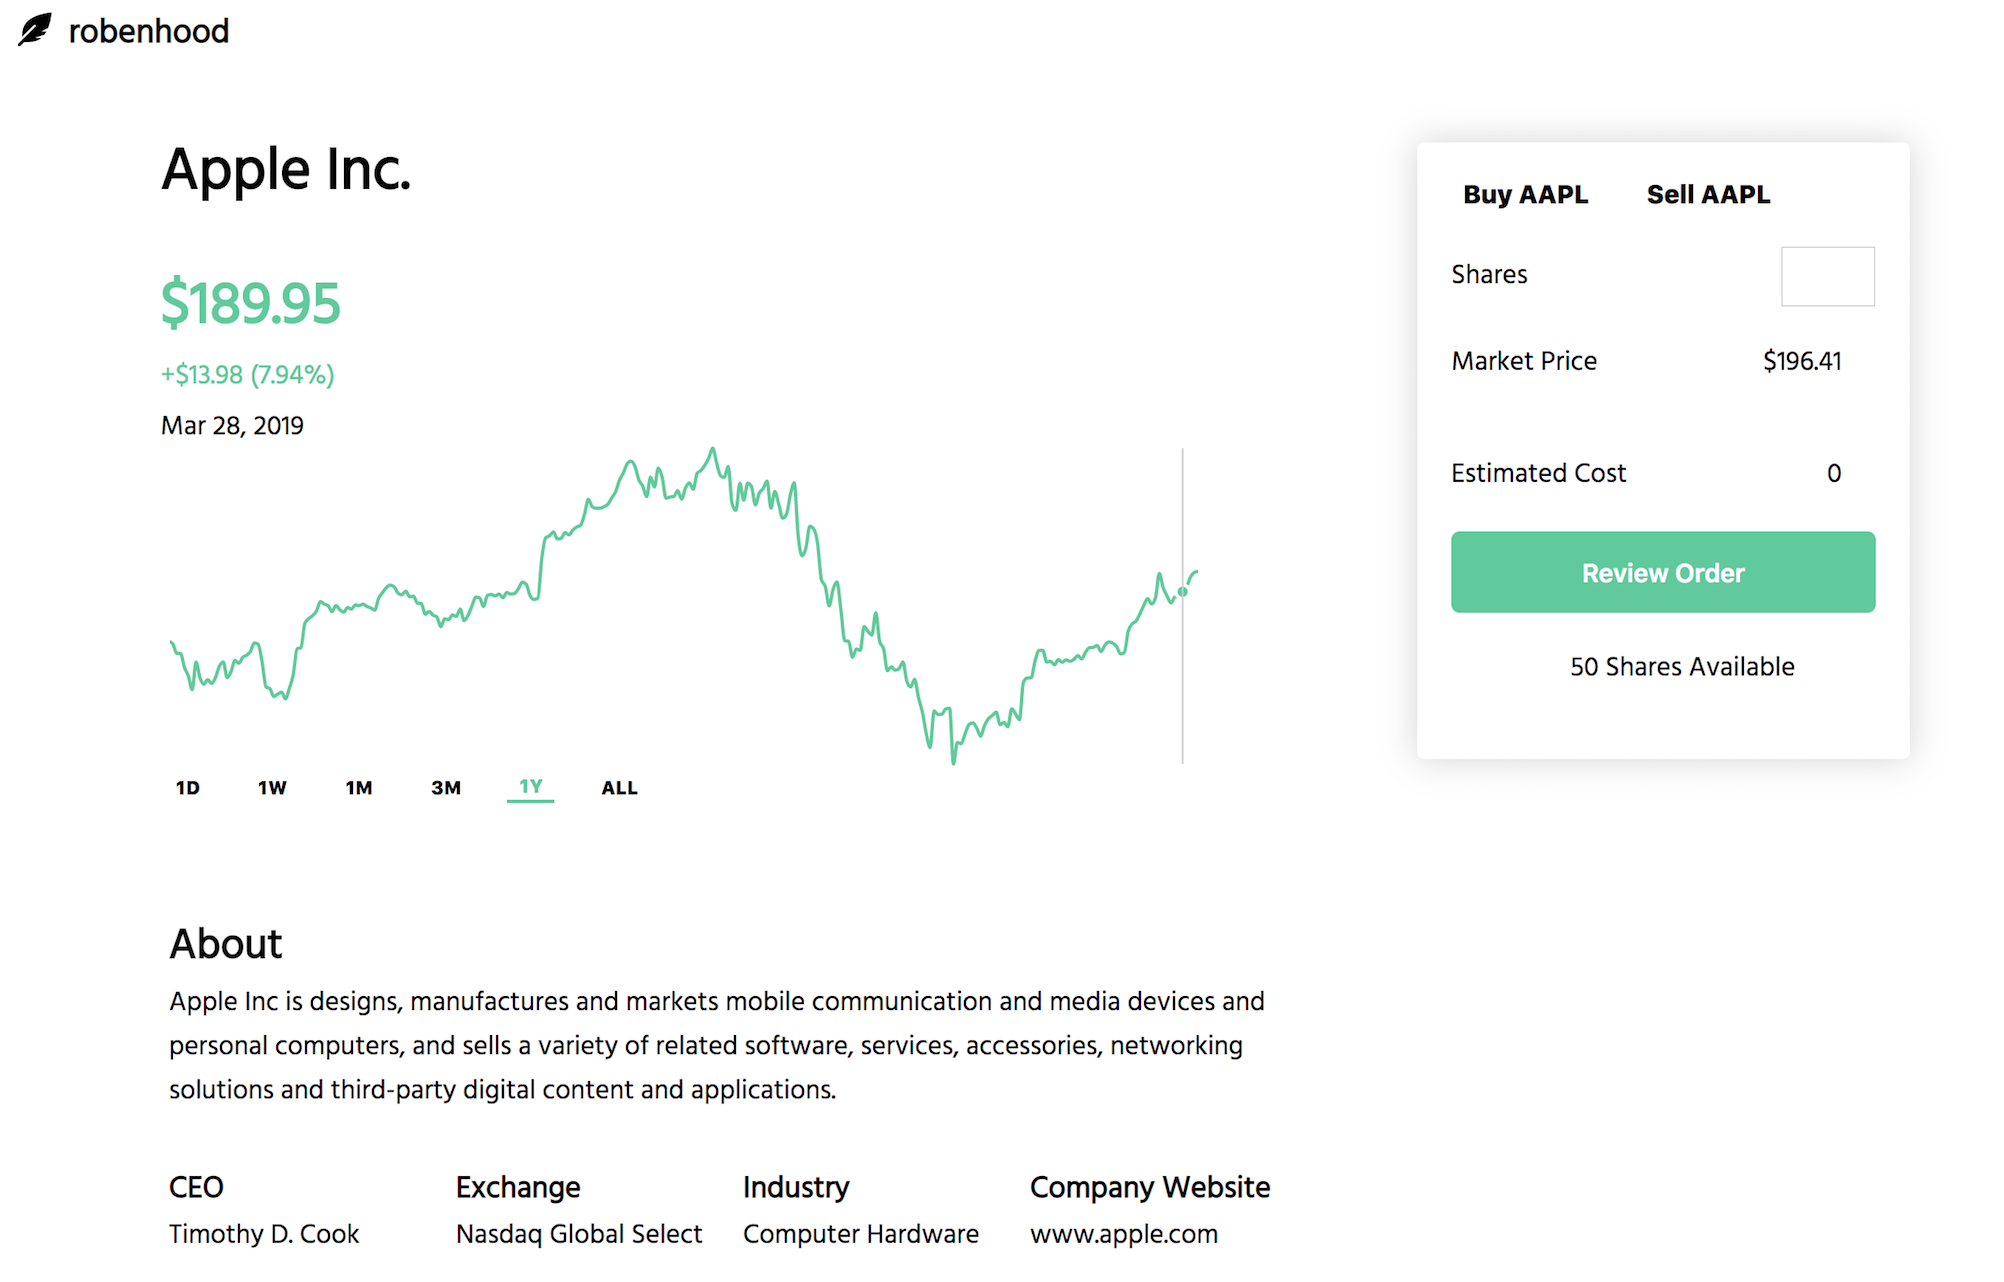 robenhood
Apple Inc.
$189.95
+$13.98 (7.94%)
Mar 28, 2019
1D 1W 1M 3M 1Y ALL
Buy AAPL Sell AAPL
Shares
Market Price $196.41
Estimated Cost 0
Review Order
50 Shares Available
About
Apple Inc is designs, manufactures and markets mobile communication and media devices and
personal computers, and sells a variety of related software, services, accessories, networking
solutions and third-party digital content and applications.
CEO Exchange Industry Company Website
Timothy D. Cook Nasdaq Global Select Computer Hardware www.apple.com